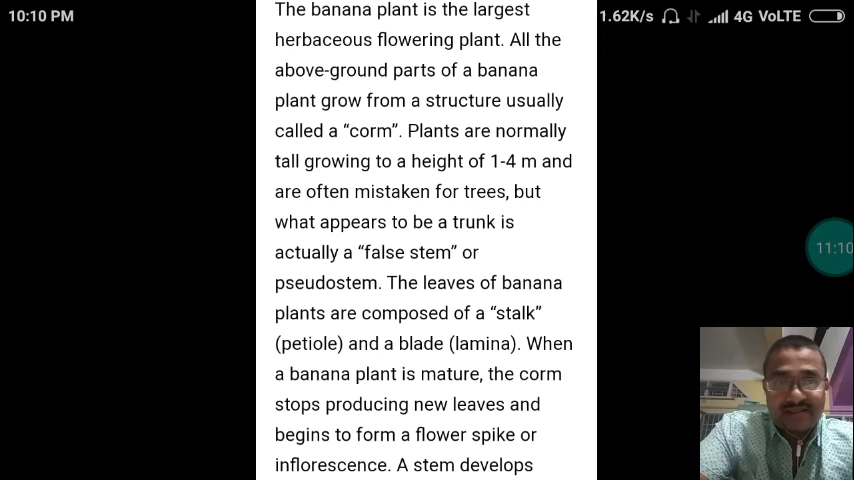 10:10 PM
1.62K/s 4G VoLTE
The banana plant is the largest
herbaceous flowering plant. All the
above-ground parts of a banana
plant grow from a structure usually
called a “corm”. Plants are normally
tall growing to a height of 1-4 m and
are often mistaken for trees, but
what appears to be a trunk is
actually a “false stem” or
pseudostem. The leaves of banana
plants are composed of a “stalk”
(petiole) and a blade (lamina). When
a banana plant is mature, the corm
stops producing new leaves and
begins to form a flower spike or
inflorescence. A stem develops
11:10